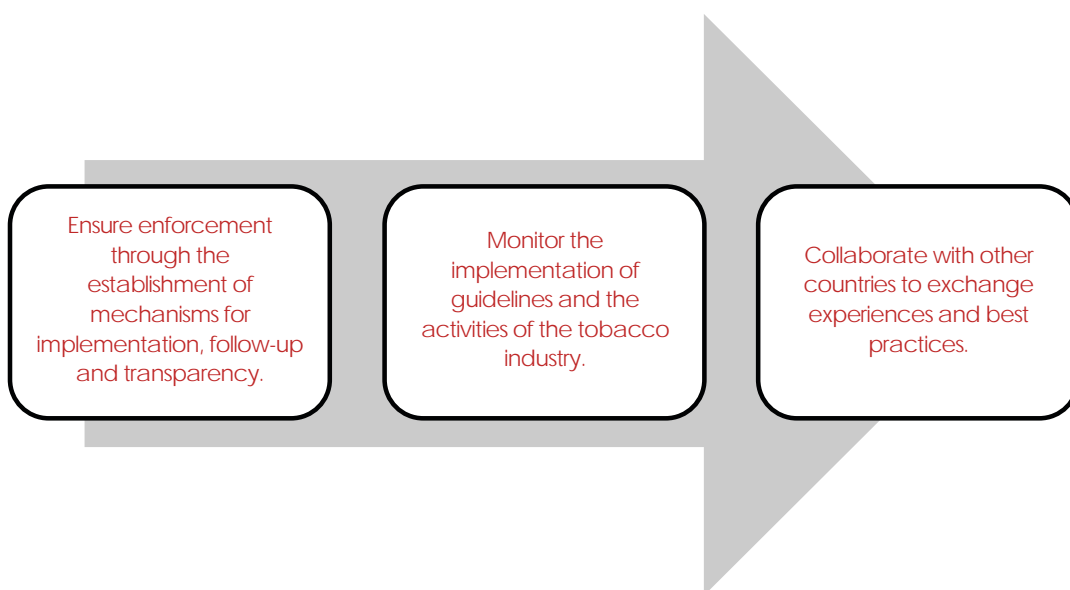 Ensure enforcement
through the
establishment of
mechanisms for
implementation, follow-up
and transparency.
Monitor the
implementation of
guidelines and the
activities of the tobacco
industry.
Collaborate with other
countries to exchange
experiences and best
practices.